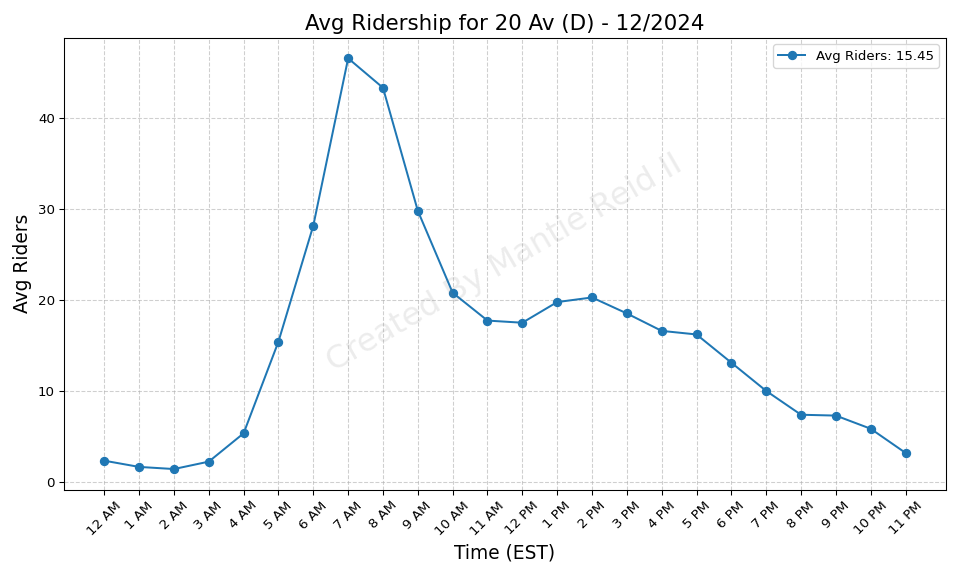 Avg Ridership for 20 Av (D) - 12/2024
Avg Riders: 15.45
Avg Riders
40
30
20
10
0
12 AM
1 AM
2 AM
3 AM
4 AM
5 AM
6 AM
7 AM
8 AM
9 AM
10 AM
11 AM
12 PM
1 PM
2 PM
3 PM
4 PM
5 PM
6 PM
7 PM
8 PM
9 PM
10 PM
11 PM
Time (EST)
Created By Mantie Reid II